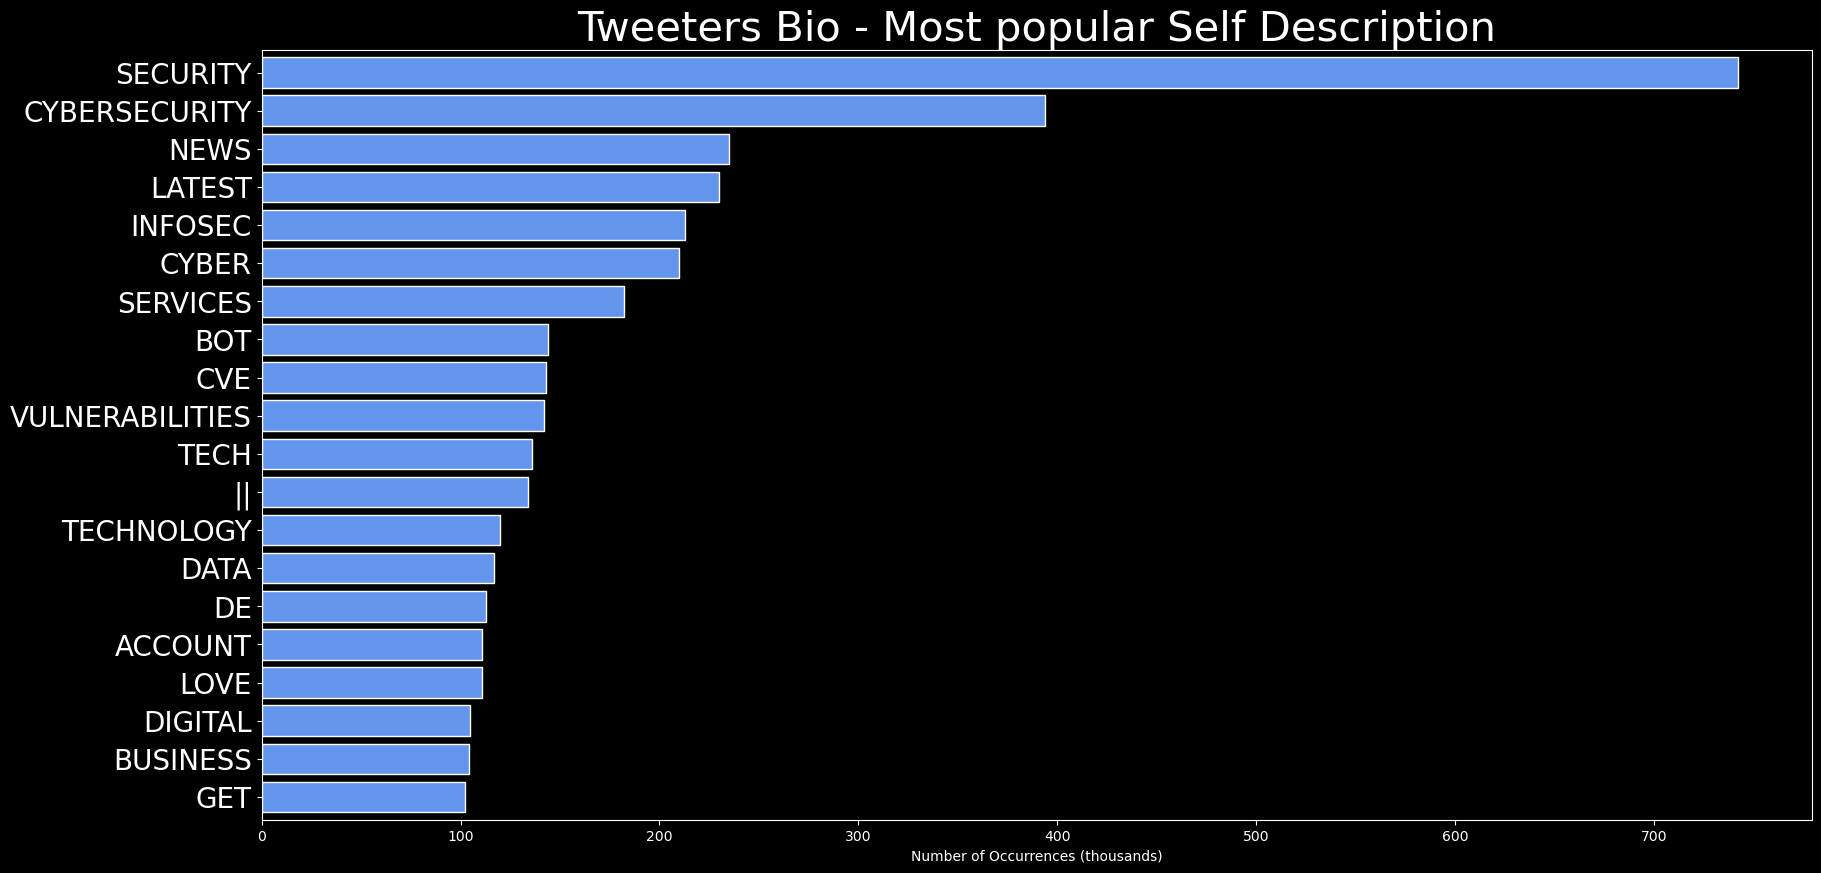 Tweeters Bio - Most popular Self Description
SECURITY
CYBERSECURITY
NEWS
LATEST
INFOSEC
CYBER
SERVICES
BOT
CVE
VULNERABILITIES
TECH
||
TECHNOLOGY
DATA
DE
ACCOUNT
LOVE
DIGITAL
BUSINESS
GET
0 100 200 300 400 500 600 700
Number of Occurrences (thousands)